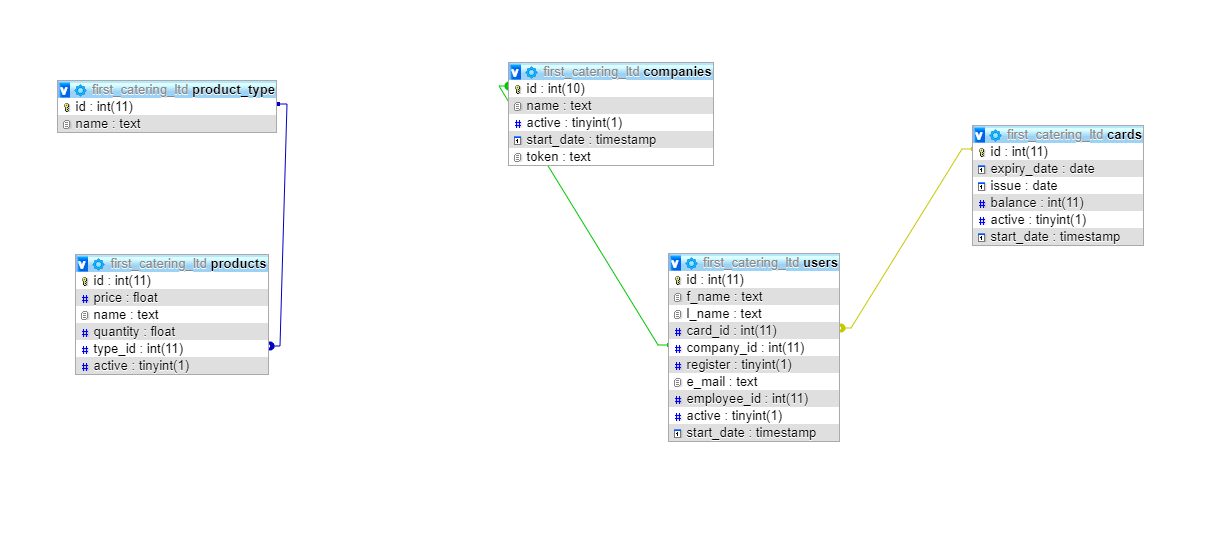 first_catering_ltd product_type
id : int(11)
name : text
first_catering_ltd products
id : int(11)
price : float
name : text
quantity : float
type_id : int(11)
active : tinyint(1)
first_catering_ltd companies
id : int(10)
name : text
active : tinyint(1)
start_date : timestamp
token : text
first_catering_ltd users
id : int(11)
f_name : text
l_name : text
card_id : int(11)
company_id : int(11)
register : tinyint(1)
e_mail : text
employee_id : int(11)
active : tinyint(1)
start_date : timestamp
first_catering_ltd cards
id : int(11)
expiry_date : date
issue : date
balance : int(11)
active : tinyint(1)
start_date : timestamp